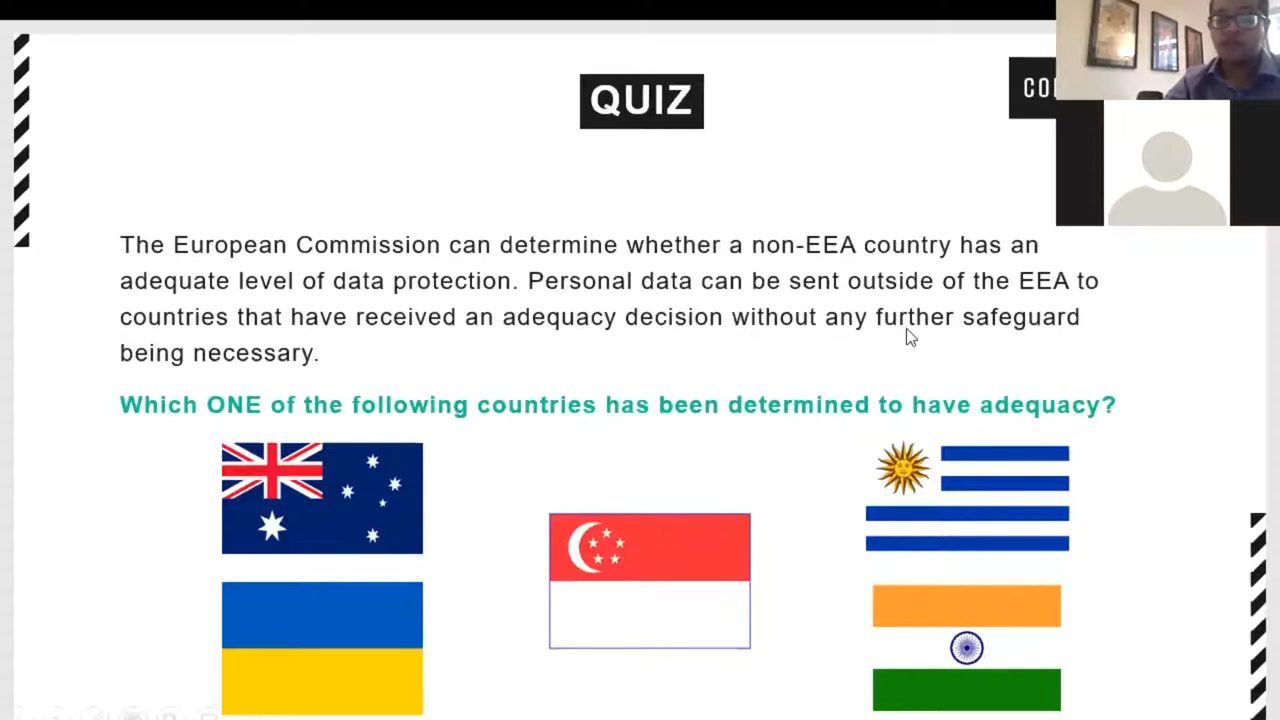 QUIZ
The European Commission can determine whether a non-EEA country has an
adequate level of data protection. Personal data can be sent outside of the EEA to
countries that have received an adequacy decision without any further safeguard
being necessary.
Which ONE of the following countries has been determined to have adequacy?